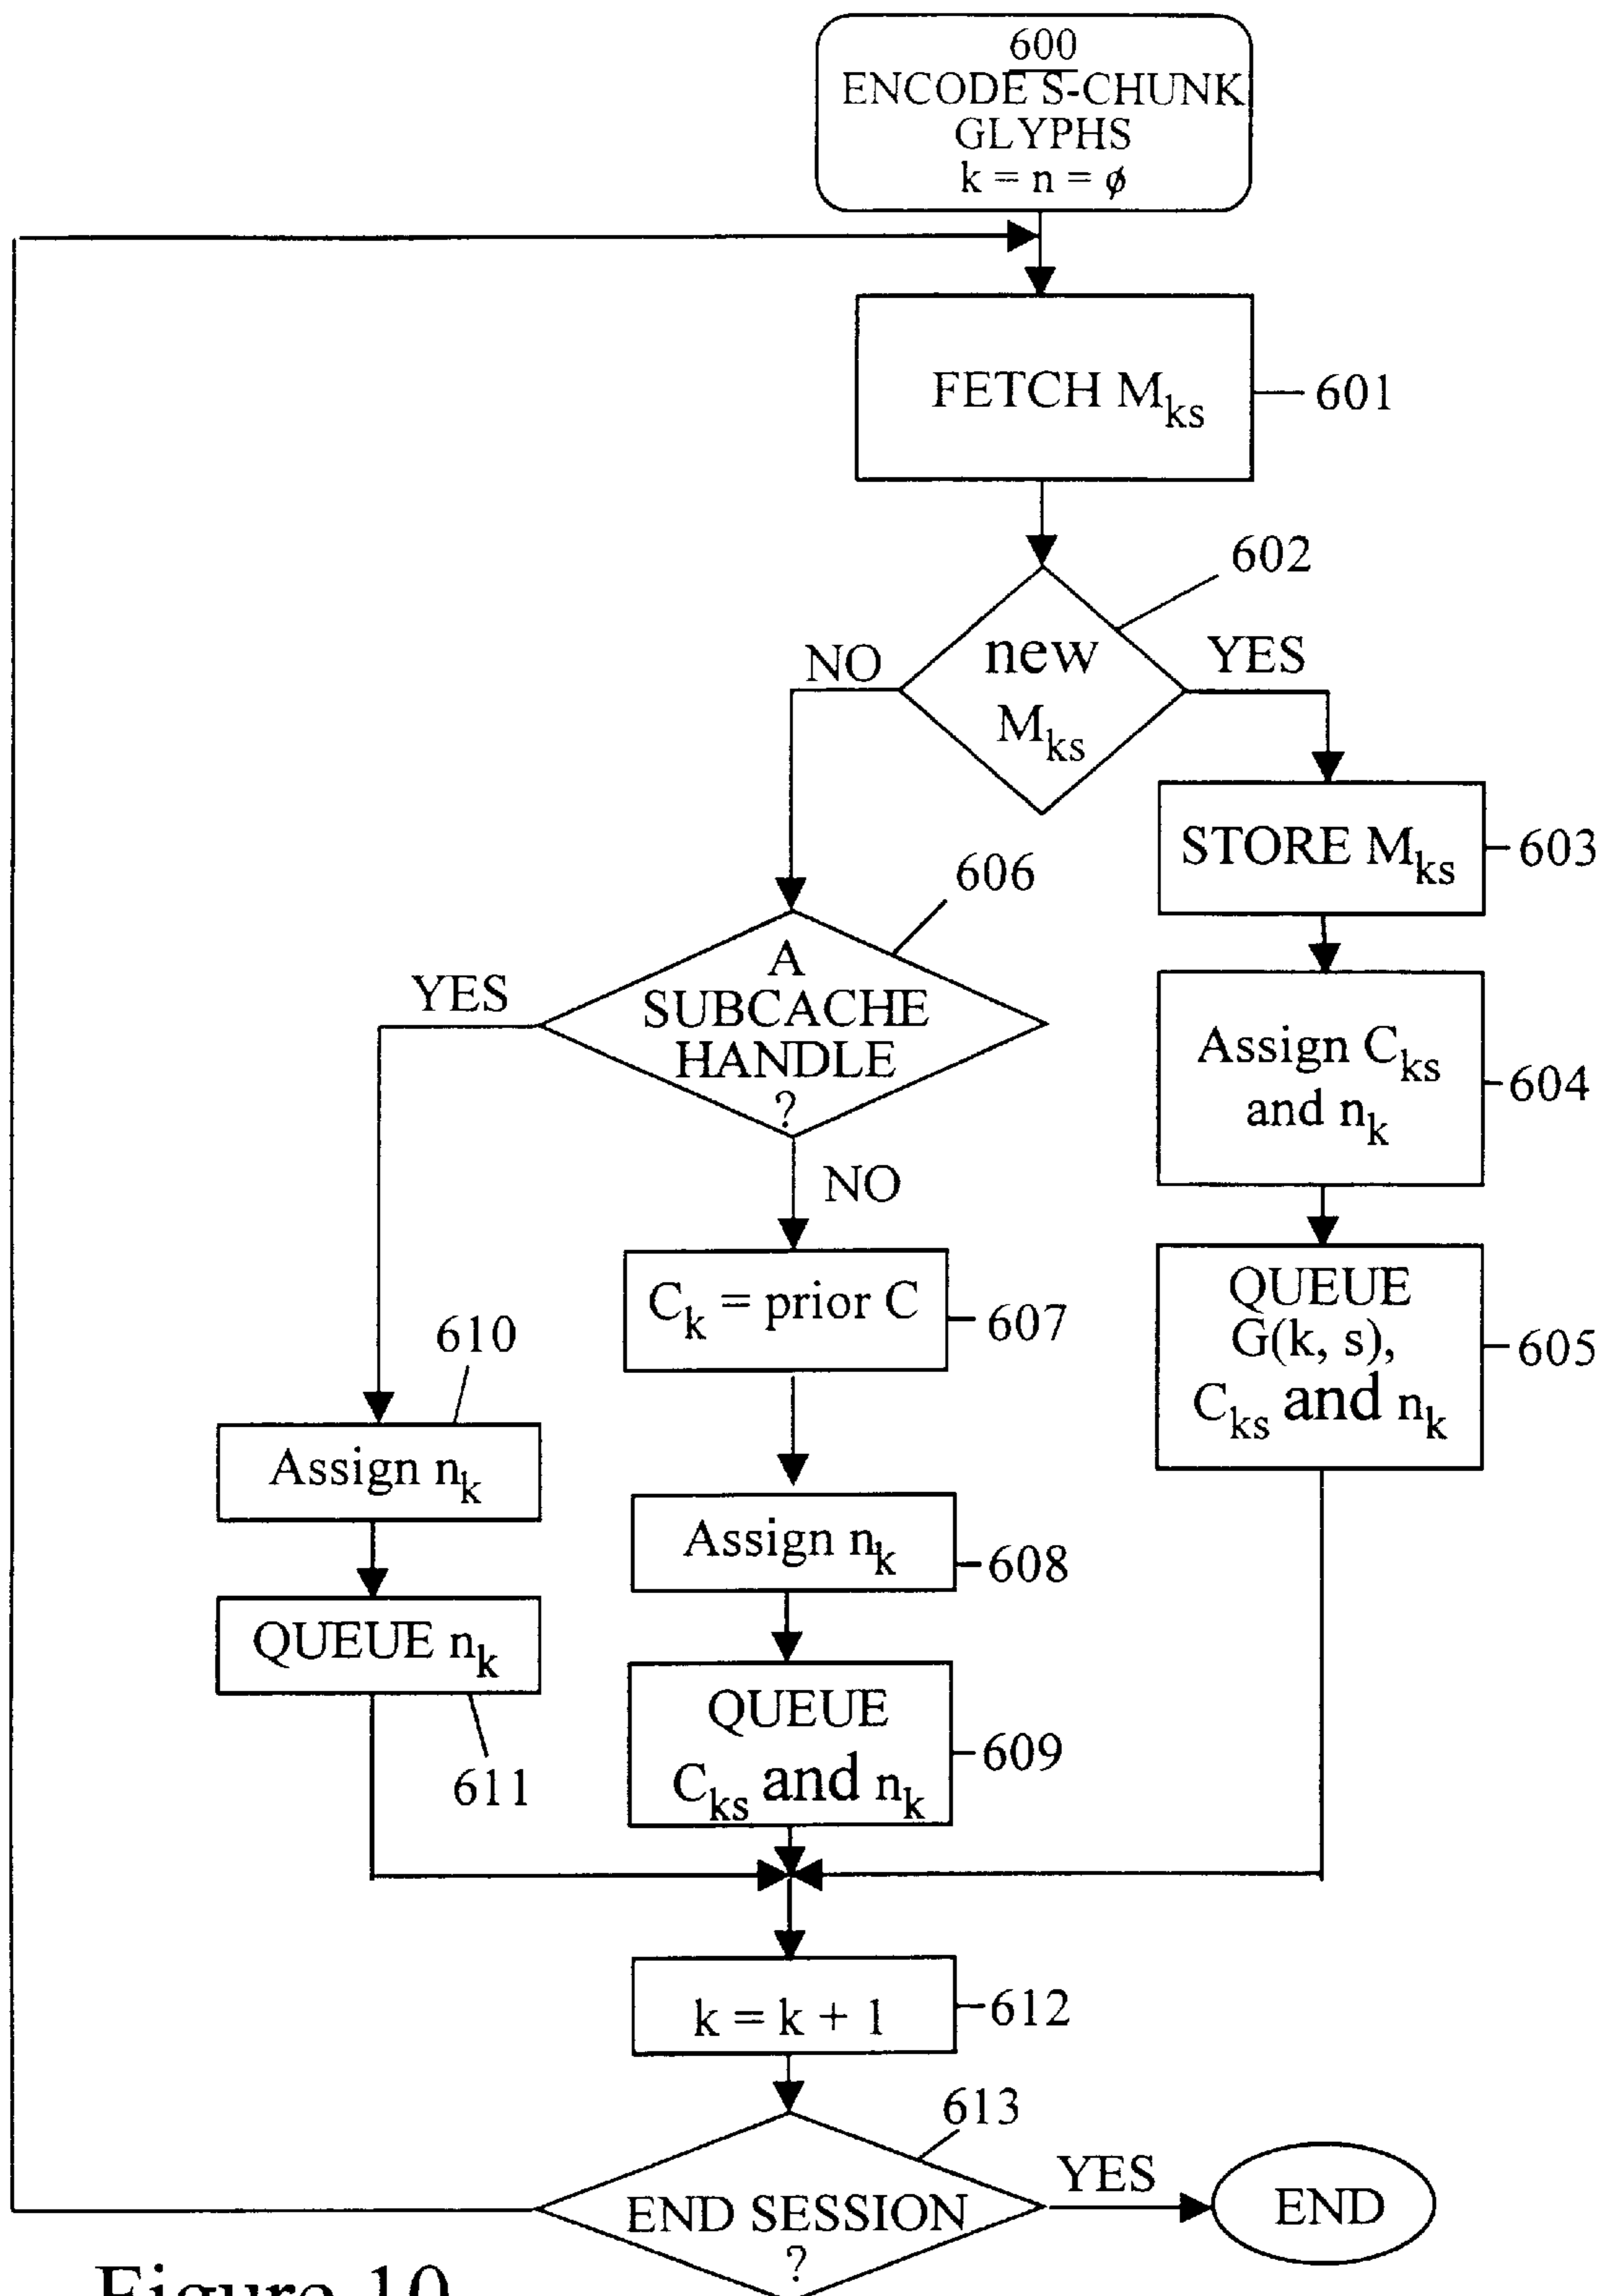 600
ENCODE S-CHUNK
GLYPHS
k = n = ϕ
FETCH Mks
601
602
new
Mks
NO
YES
STORE Mks
603
606
A
SUBCACHE
HANDLE
?
YES
NO
Assign Cks
and nk
604
Ck = prior C
607
QUEUE
G(k, s),
Cks and nk
605
610
Assign nk
Assign nk
608
QUEUE nk
611
QUEUE
Cks and nk
609
k = k + 1
612
613
END SESSION
?
YES
END
Figure 10